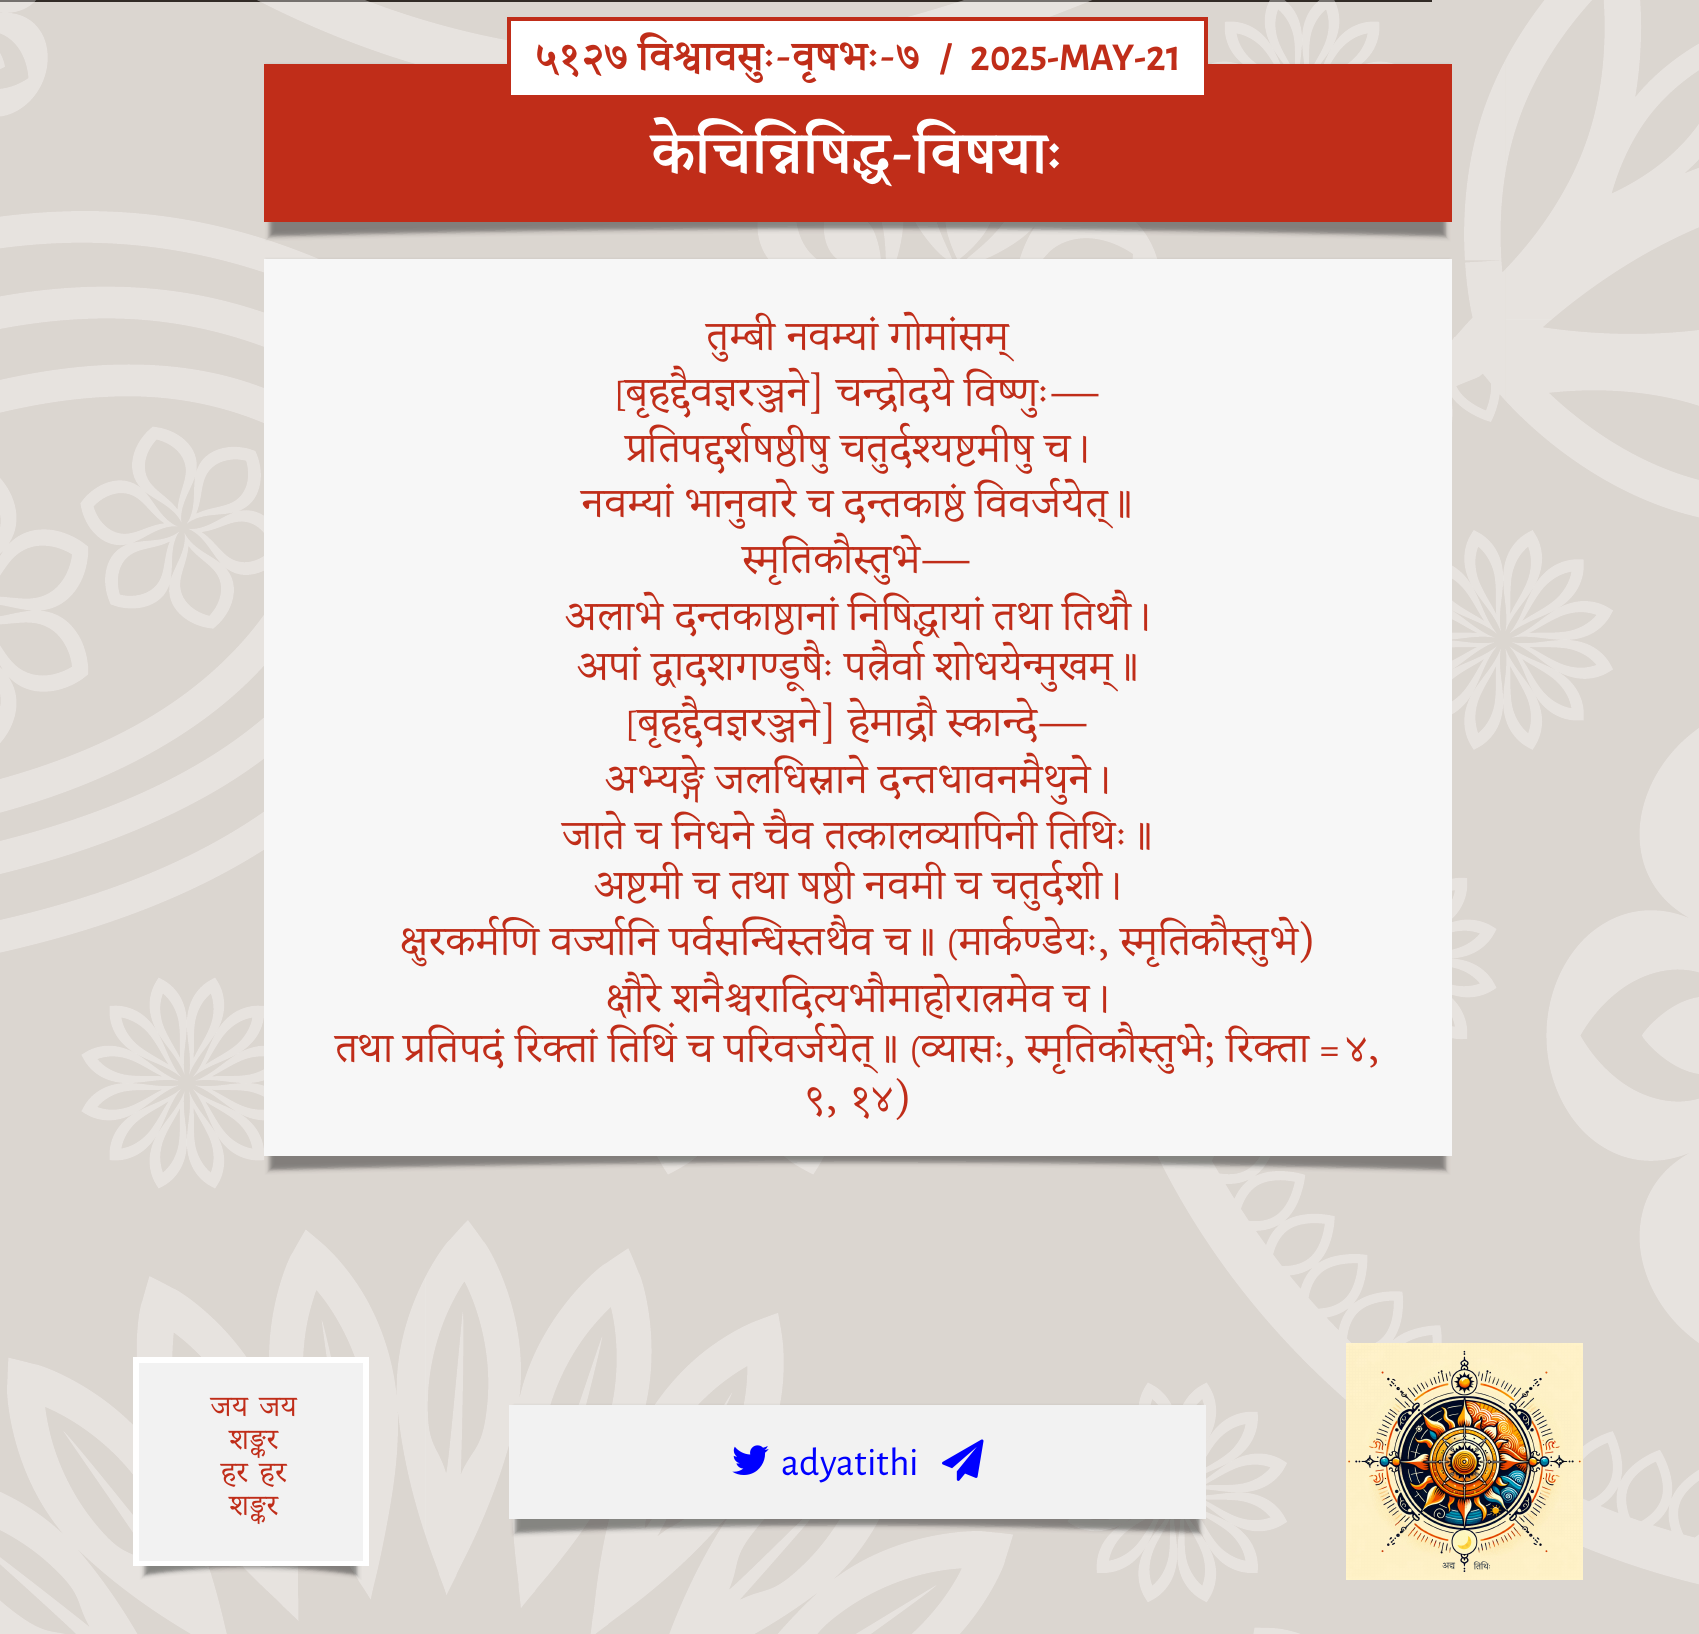 ५१२७ विश्वावसुः-वृषभः-७ / 2025-MAY-21
केचिन्निषिद्ध-विषयाः
तुम्बी नवम्यां गोमांसम्
[बृहद्दैवज्ञरञ्जने] चन्द्रोदये विष्णुः—
प्रतिपद्दर्शषष्ठीषु चतुर्दश्यष्टमीषु च।
नवम्यां भानुवारे च दन्तकाष्ठं विवर्जयेत्॥
स्मृतिकौस्तुभे—
अलाभे दन्तकाष्ठानां निषिद्धायां तथा तिथौ।
अपां द्वादशगण्डूषैः पत्रैर्वा शोधयेन्मुखम्॥
[बृहद्दैवज्ञरञ्जने] हेमाद्रौ स्कान्दे—
अभ्यङ्गे जलधिस्नाने दन्तधावनमैथुने।
जाते च निधने चैव तत्कालव्यापिनी तिथिः॥
अष्टमी च तथा षष्ठी नवमी च चतुर्दशी।
क्षुरकर्मणि वर्ज्यानि पर्वसन्धिस्तथैव च॥ (मार्कण्डेयः, स्मृतिकौस्तुभे)
क्षौरे शनैश्चरादित्यभौमाहोरात्रमेव च।
तथा प्रतिपदं रिक्तां तिथिं च परिवर्जयेत्॥ (व्यासः, स्मृतिकौस्तुभे; रिक्ता = ४,
९, १४)
जय जय
शङ्कर
हर हर
शङ्कर
adyatithi
अद्य तिथिः